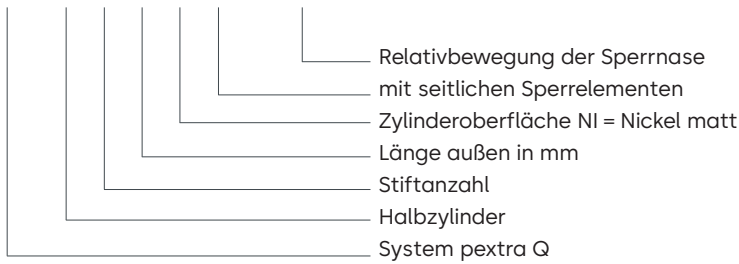 Relativbewegung der Sperrnase
mit seitlichen Sperrelementen
Zylinderoberfläche NI = Nickel matt
Länge außen in mm
Stiftanzahl
Halbzylinder
System pextra Q